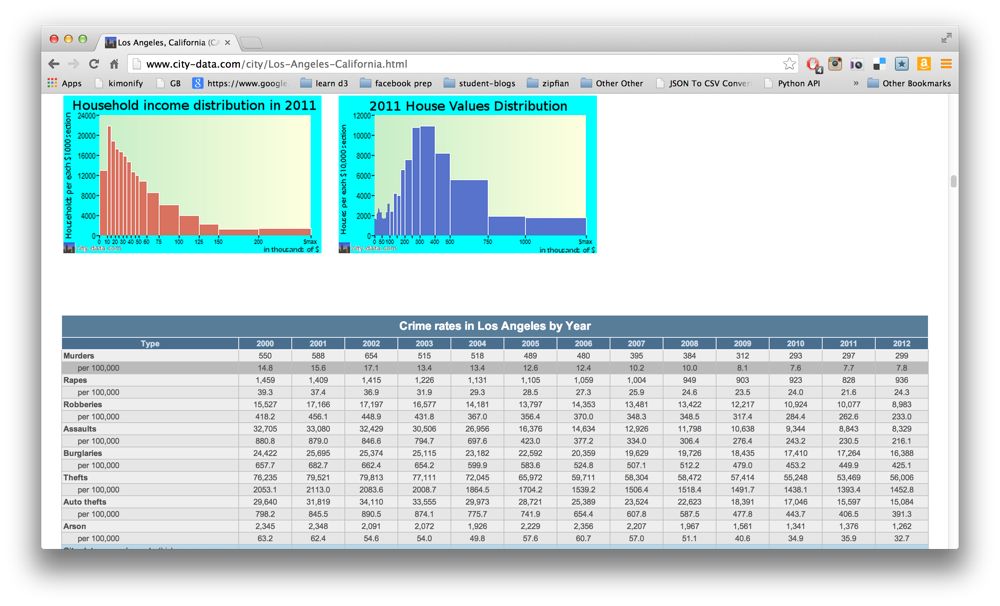 Los Angeles, California (CA
www.city-data.com/city/Los-Angeles-California.html
Apps kimonify GB https://www.google. learn d3 facebook prep student-blogs zipfian Other Other JSON To CSV Conver Python API » Other Bookmarks
Household income distribution in 2011
Households per each $1000 section
24000
20000
16000
12000
8000
4000
0
0 10 20 30 40 50 60 75 100 125 150 200 $max
city-data.com
in thousands of $
2011 House Values Distribution
Houses per each $10,000 section
12000
10000
8000
6000
4000
2000
0
0 50 100 200 300 400 500 750 1000 $max
city-data.com
in thousands of $
Crime rates in Los Angeles by Year
Type 2000 2001 2002 2003 2004 2005 2006 2007 2008 2009 2010 2011 2012
Murders 550 588 654 515 518 489 480 395 384 312 293 297 299
per 100,000 14.8 15.6 17.1 13.4 13.4 12.6 12.4 10.2 10.0 8.1 7.6 7.7 7.8
Rapes 1,459 1,409 1,415 1,226 1,131 1,105 1,059 1,004 949 903 923 828 936
per 100,000 39.3 37.4 36.9 31.9 29.3 28.5 27.3 25.9 24.6 23.5 24.0 21.6 24.3
Robberies 15,527 17,166 17,197 16,577 14,181 13,797 14,353 13,481 13,422 12,217 10,924 10,077 8,983
per 100,000 418.2 456.1 448.9 431.8 367.0 356.4 370.0 348.3 348.5 317.4 284.4 262.6 233.0
Assaults 32,705 33,080 32,429 30,506 26,956 16,376 14,634 12,926 11,798 10,638 9,344 8,843 8,329
per 100,000 880.8 879.0 846.6 794.7 697.6 423.0 377.2 334.0 306.4 276.4 243.2 230.5 216.1
Burglaries 24,422 25,695 25,374 25,115 23,182 22,592 20,359 19,629 19,726 18,435 17,410 17,264 16,388
per 100,000 657.7 682.7 662.4 654.2 599.9 583.6 524.8 507.1 512.2 479.0 453.2 449.9 425.1
Thefts 76,235 79,521 79,813 77,111 72,045 65,972 59,711 58,304 58,472 57,414 55,248 53,469 56,006
per 100,000 2053.1 2113.0 2083.6 2008.7 1864.5 1704.2 1539.2 1506.4 1518.4 1491.7 1438.1 1393.4 1452.8
Auto thefts 29,640 31,819 34,110 33,555 29,973 28,721 25,389 23,524 22,623 18,391 17,046 15,597 15,084
per 100,000 798.2 845.5 890.5 874.1 775.7 741.9 654.4 607.8 587.5 477.8 443.7 406.5 391.3
Arson 2,345 2,348 2,091 2,072 1,926 2,229 2,356 2,207 1,967 1,561 1,341 1,376 1,262
per 100,000 63.2 62.4 54.6 54.0 49.8 57.6 60.7 57.0 51.1 40.6 34.9 35.9 32.7